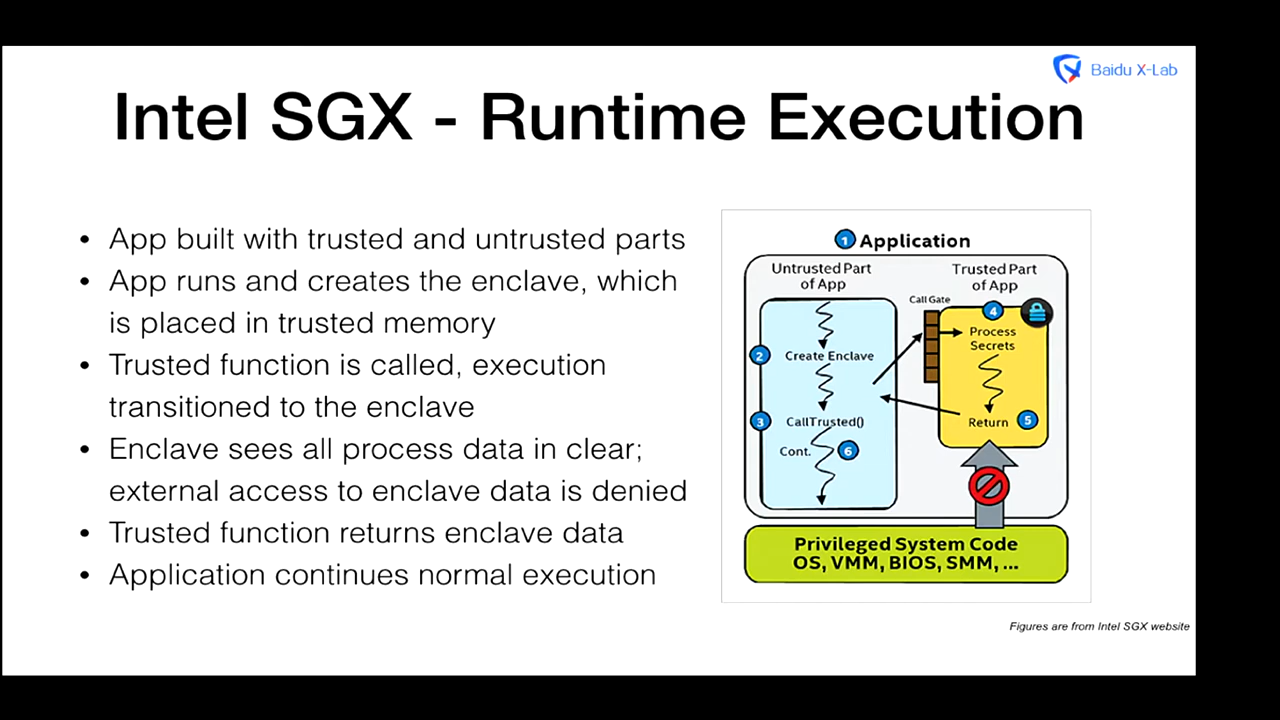 Baidu X-Lab
Intel SGX - Runtime Execution
• App built with trusted and untrusted parts
• App runs and creates the enclave, which
is placed in trusted memory
• Trusted function is called, execution
transitioned to the enclave
• Enclave sees all process data in clear;
external access to enclave data is denied
• Trusted function returns enclave data
• Application continues normal execution
1 Application
Untrusted Part
of App
Trusted Part
of App
Call Gate
4
Process
Secrets
2 Create Enclave
3 CallTrusted()
Return 5
Cont. 6
Privileged System Code
OS, VMM, BIOS, SMM, ...
Figures are from Intel SGX website